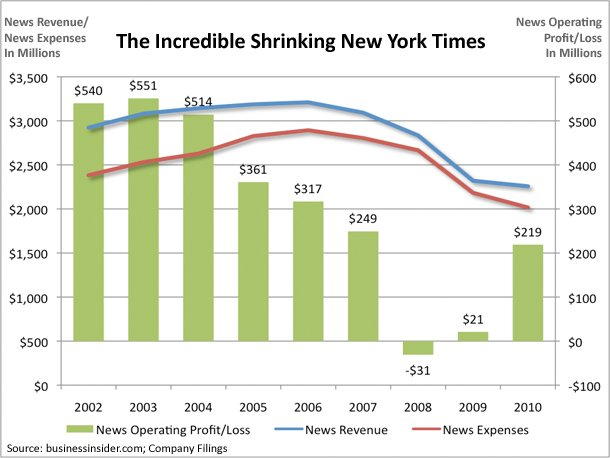 News Revenue/
News Expenses
In Millions
The Incredible Shrinking New York Times
News Operating
Profit/Loss
In Millions
$3,500
$3,000
$2,500
$2,000
$1,500
$1,000
$500
$0
$540
$551
$514
$361
$317
$249
-$31
$21
$219
$600
$500
$400
$300
$200
$100
$0
-$100
2002 2003 2004 2005 2006 2007 2008 2009 2010
News Operating Profit/Loss News Revenue News Expenses
Source: businessinsider.com; Company Filings